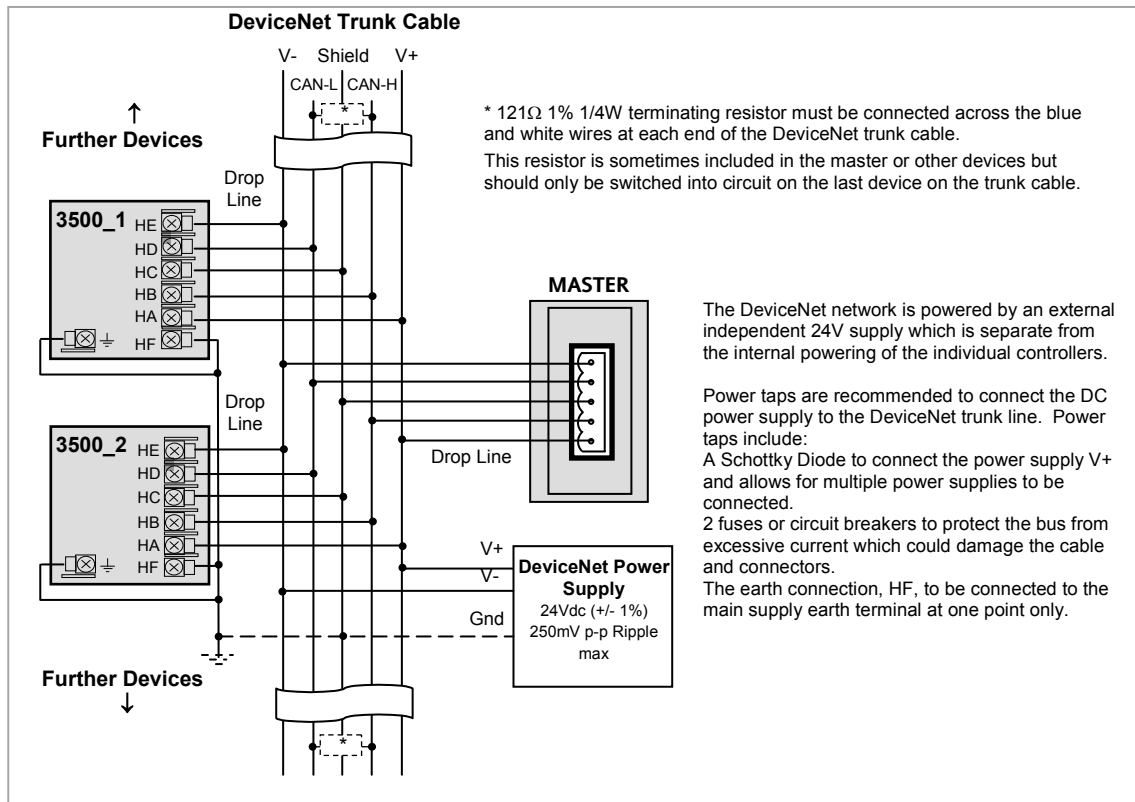 DeviceNet Trunk Cable
V- Shield V+
CAN-L CAN-H
*
↑
Further Devices
* 121Ω 1% 1/4W terminating resistor must be connected across the blue
and white wires at each end of the DeviceNet trunk cable.
This resistor is sometimes included in the master or other devices but
should only be switched into circuit on the last device on the trunk cable.
Drop
Line
3500_1
HE
HD
HC
HB
HA
HF
MASTER
Drop Line
The DeviceNet network is powered by an external
independent 24V supply which is separate from
the internal powering of the individual controllers.
Power taps are recommended to connect the DC
power supply to the DeviceNet trunk line. Power
taps include:
A Schottky Diode to connect the power supply V+
and allows for multiple power supplies to be
connected.
2 fuses or circuit breakers to protect the bus from
excessive current which could damage the cable
and connectors.
The earth connection, HF, to be connected to the
main supply earth terminal at one point only.
Drop
Line
3500_2
HE
HD
HC
HB
HA
HF
V+
V-
Gnd
DeviceNet Power
Supply
24Vdc (+/- 1%)
250mV p-p Ripple
max
Further Devices
↓
*